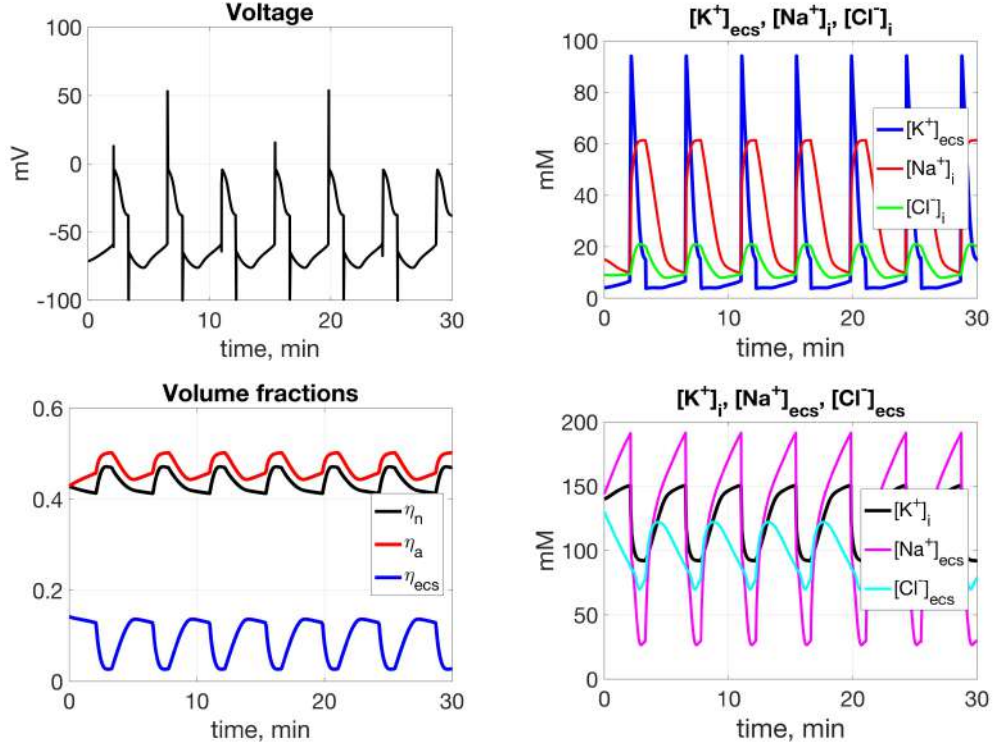 Voltage
100
50
0
-50
-100
mV
0
10
20
30
time, min
[K⁺]ecs, [Na⁺]i, [Cl⁻]i
100
80
60
40
20
0
mM
[K⁺]ecs
[Na⁺]i
[Cl⁻]i
0
10
20
30
time, min
Volume fractions
0.6
0.4
0.2
0
ηn
ηa
ηecs
0
10
20
30
time, min
[K⁺]i, [Na⁺]ecs, [Cl⁻]ecs
200
150
100
50
0
mM
[K⁺]i
[Na⁺]ecs
[Cl⁻]ecs
0
10
20
30
time, min